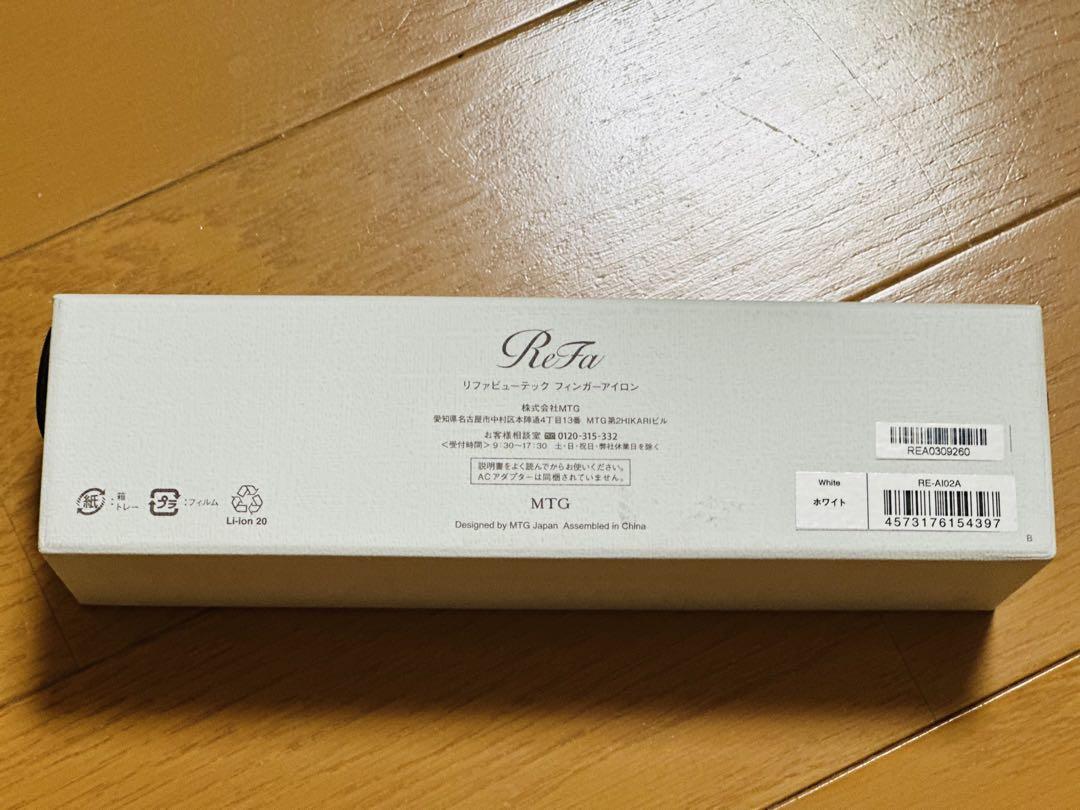 ReFa
リファビューテック フィンガーアイロン
株式会社MTG
愛知県名古屋市中村区本陣通4丁目13番 MTG第2HIKARIビル
お客様相談室 0120-315-332
＜受付時間＞9:30〜17:30 土・日・祝日・弊社休業日を除く
説明書をよく読んでからお使いください。
ACアダプターは同梱されていません。
MTG
Designed by MTG Japan Assembled in China
紙 :箱
・トレー
プラ :フィルム
Li-ion 20
REA0309260
White
ホワイト
RE-AI02A
4573176154397
B